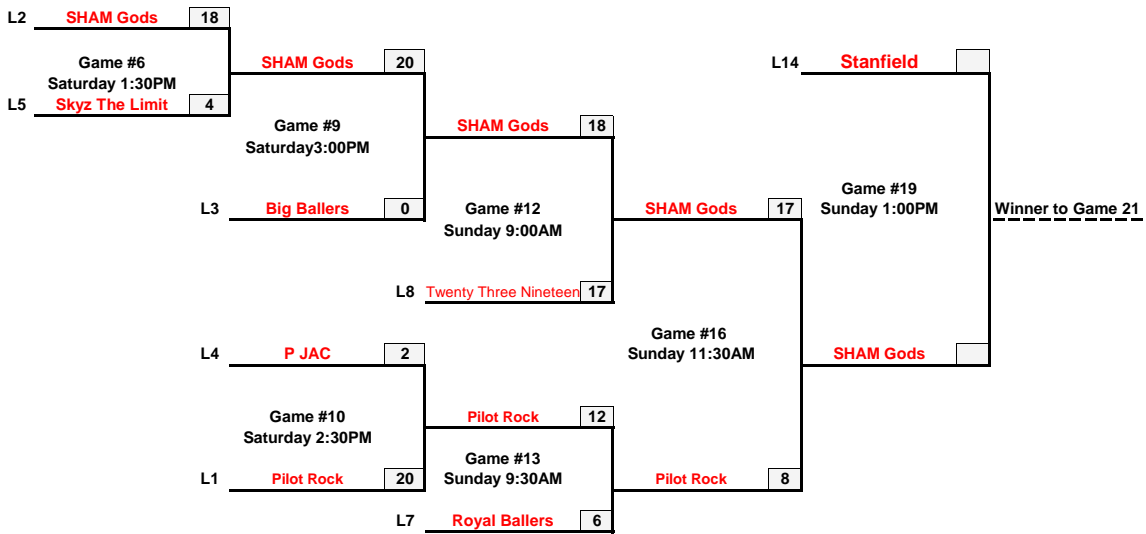 L2 SHAM Gods 18
Game #6
Saturday 1:30PM
L5 Skyz The Limit 4
SHAM Gods 20
Game #9
Saturday3:00PM
L3 Big Ballers 0
SHAM Gods 18
Game #12
Sunday 9:00AM
L8 Twenty Three Nineteen 17
SHAM Gods 17
L4 P JAC 2
Game #10
Saturday 2:30PM
L1 Pilot Rock 20
Pilot Rock 12
Game #13
Sunday 9:30AM
L7 Royal Ballers 6
Game #16
Sunday 11:30AM
Pilot Rock 8
L14 Stanfield
Game #19
Sunday 1:00PM
SHAM Gods
Winner to Game 21